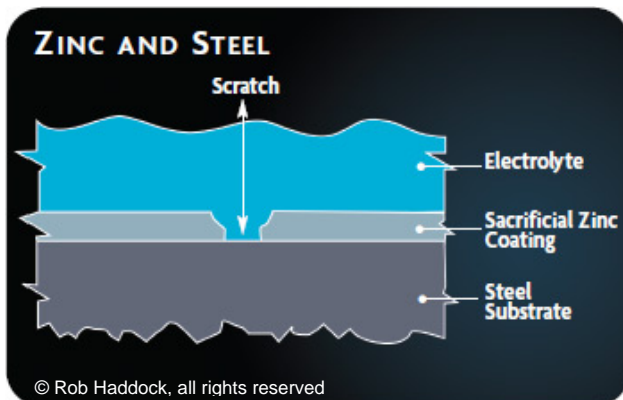 ZINC AND STEEL
Scratch
Electrolyte
Sacrificial Zinc
Coating
Steel
Substrate
© Rob Haddock, all rights reserved